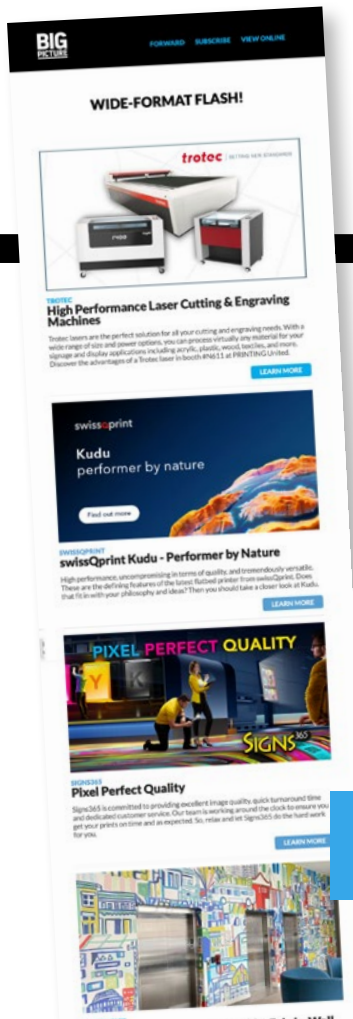 BIG
PICTURE
FORWARD SUBSCRIBE VIEW ONLINE
WIDE-FORMAT FLASH!
trotec SETTING NEW STANDARDS
TROTEC
High Performance Laser Cutting & Engraving
Machines
Trotec lasers are the perfect solution for all your cutting and engraving needs. With a
wide range of size and power options, you can process virtually any material for your
signage and display applications including acrylic, plastic, wood, textiles, and more.
Discover the advantages of a Trotec laser in booth #N611 at PRINTING United.
LEARN MORE
swissQprint
Kudu
performer by nature
Find out more
SWISSQPRINT
swissQprint Kudu - Performer by Nature
High performance, uncompromising in terms of quality, and tremendously versatile.
These are the defining features of the latest flatbed printer from swissQprint. Does
that fit in with your philosophy and ideas? Then you should take a closer look at Kudu.
LEARN MORE
PIXEL PERFECT QUALITY
Y K
SIGNS365
SIGNS365
Pixel Perfect Quality
Signs365 is committed to providing excellent image quality, quick turnaround time
and dedicated customer service. Our team is working around the clock to ensure you
get your prints on time and as expected. So, relax and let Signs365 do the hard work
for you.
LEARN MORE